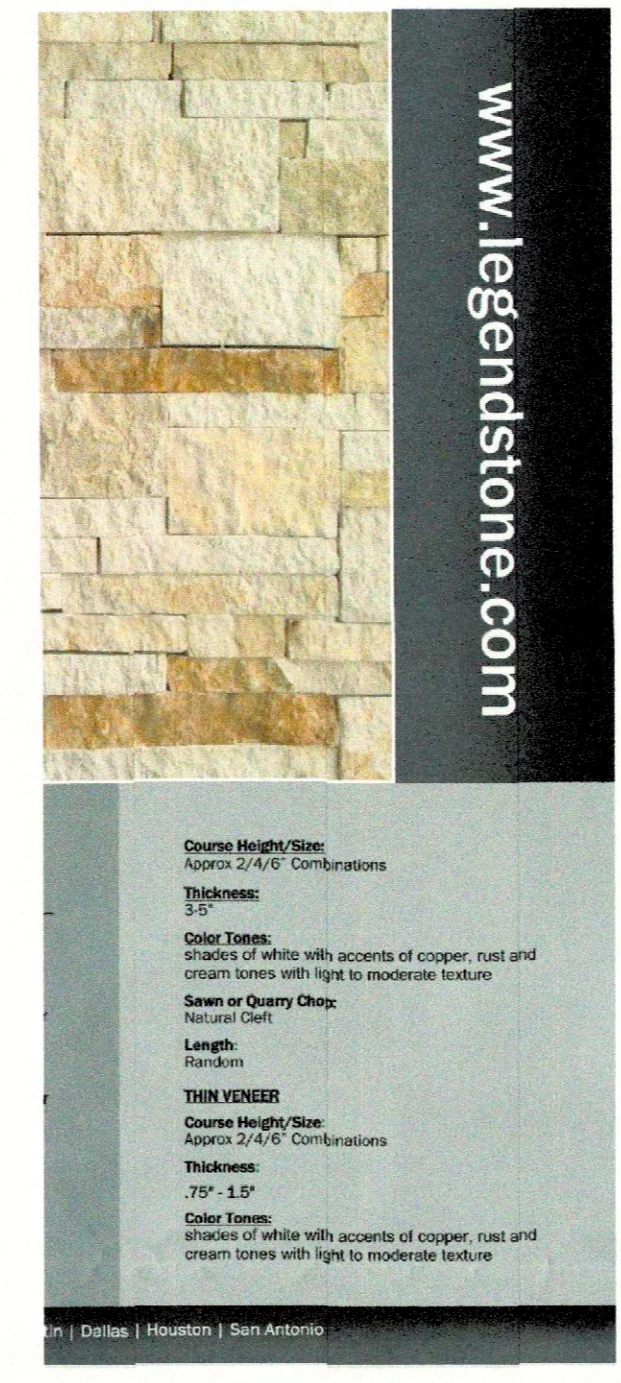 www.legendstone.com
Course Height/Size:
Approx 2/4/6" Combinations
Thickness:
3-5"
Color Tones:
shades of white with accents of copper, rust and
cream tones with light to moderate texture
Sawn or Quarry Chop:
Natural Cleft
Length:
Random
THIN VENEER
Course Height/Size:
Approx 2/4/6" Combinations
Thickness:
.75" - 1.5"
Color Tones:
shades of white with accents of copper, rust and
cream tones with light to moderate texture
tin | Dallas | Houston | San Antonio